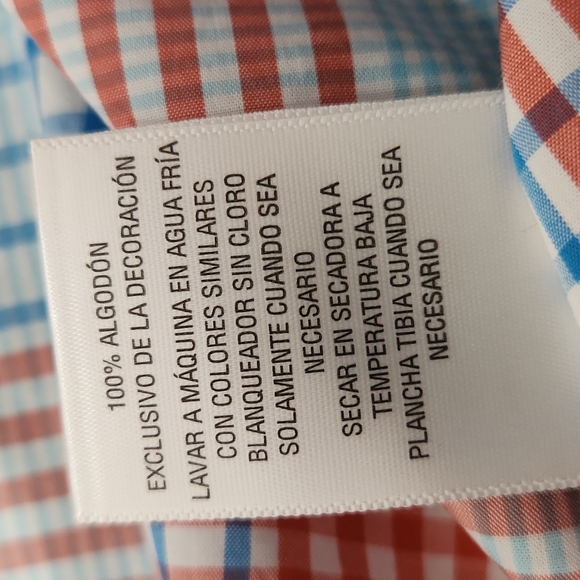 100% ALGODÓN
EXCLUSIVO DE LA DECORACIÓN
LAVAR A MÁQUINA EN AGUA FRÍA
CON COLORES SIMILARES
BLANQUEADOR SIN CLORO
SOLAMENTE CUANDO SEA
NECESARIO
SECAR EN SECADORA A
TEMPERATURA BAJA
PLANCHA TIBIA CUANDO SEA
NECESARIO